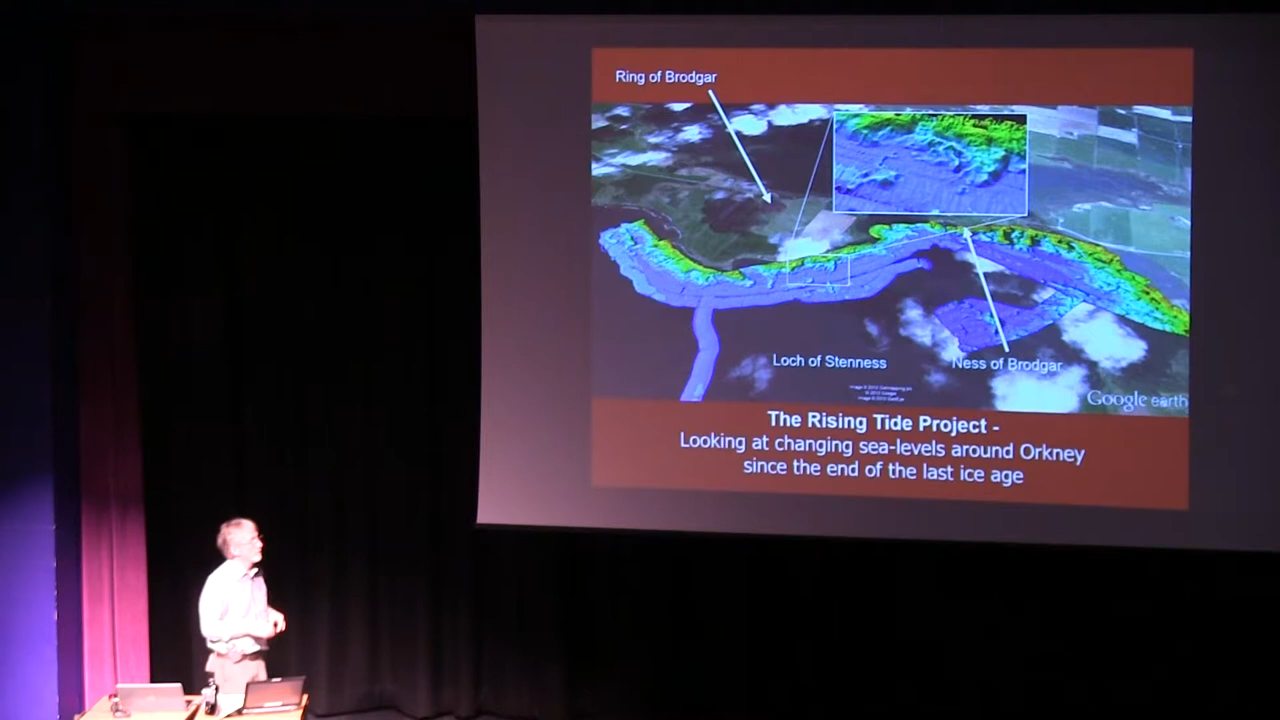 Ring of Brodgar
Loch of Stenness
Ness of Brodgar
Google earth
The Rising Tide Project -
Looking at changing sea-levels around Orkney
since the end of the last ice age